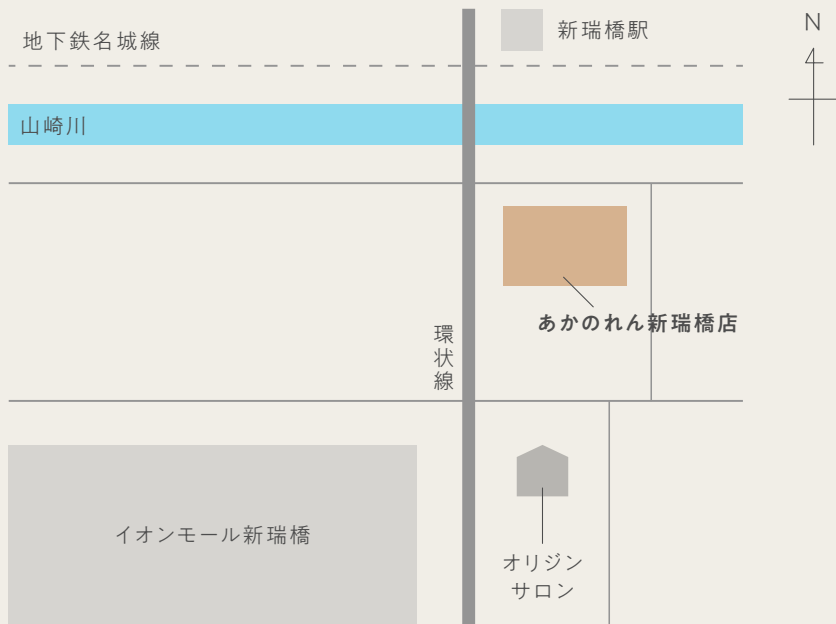 地下鉄名城線
新瑞橋駅
N
山崎川
あかのれん新瑞橋店
環状線
イオンモール新瑞橋
オリジン
サロン